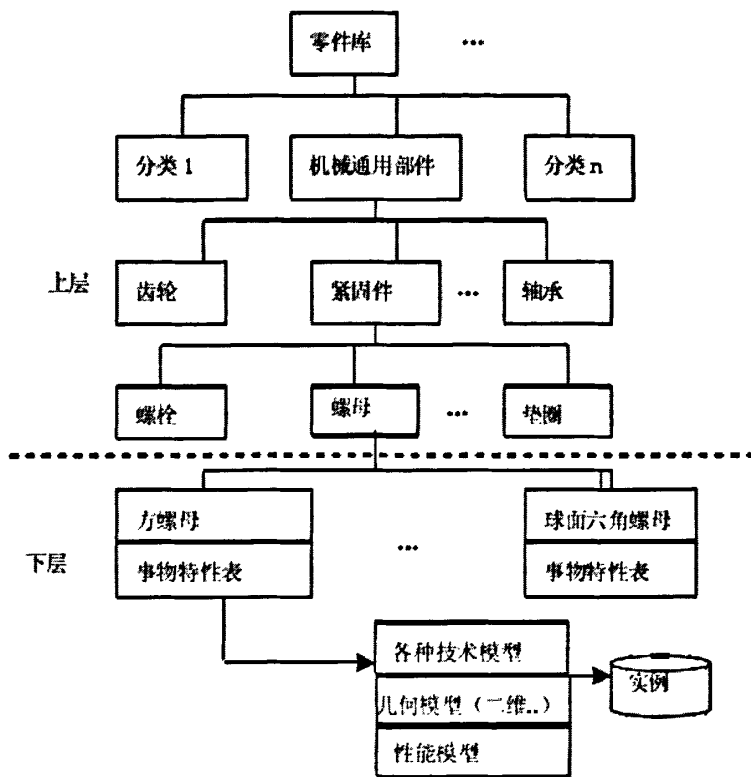 零件库 ...
分类1 机械通用部件 分类n
上层
齿轮 紧固件 ... 轴承
螺栓 螺母 ... 垫圈
下层
方螺母 ... 球面六角螺母
事物特性表 事物特性表
各种技术模型
几何模型（二维..）
性能模型
实例